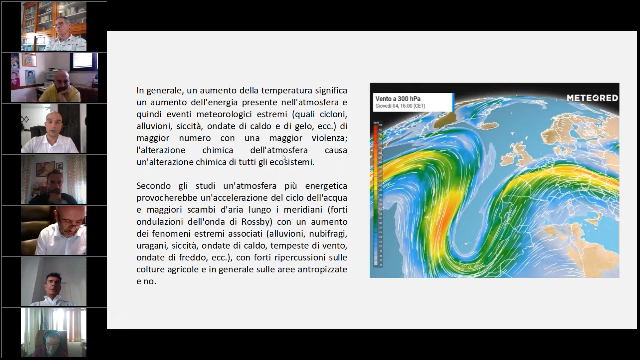 In generale, un aumento della temperatura significa
un aumento dell'energia presente nell'atmosfera e
quindi eventi meteorologici estremi (quali cicloni,
alluvioni, siccità, ondate di caldo e di gelo, ecc.) di
maggior numero con una maggior violenza;
l'alterazione chimica dell'atmosfera causa
un'alterazione chimica di tutti gli ecosistemi.
Secondo gli studi un'atmosfera più energetica
provocherebbe un'accelerazione del ciclo dell'acqua
e maggiori scambi d'aria lungo i meridiani (forti
ondulazioni dell'onda di Rossby) con un aumento
dei fenomeni estremi associati (alluvioni, nubifragi,
uragani, siccità, ondate di caldo, tempeste di vento,
ondate di freddo, ecc.), con forti ripercussioni sulle
colture agricole e in generale sulle aree antropizzate
e no.
Vento a 300 hPa
Giovedì 04, 16:00 (CET)
METEORED